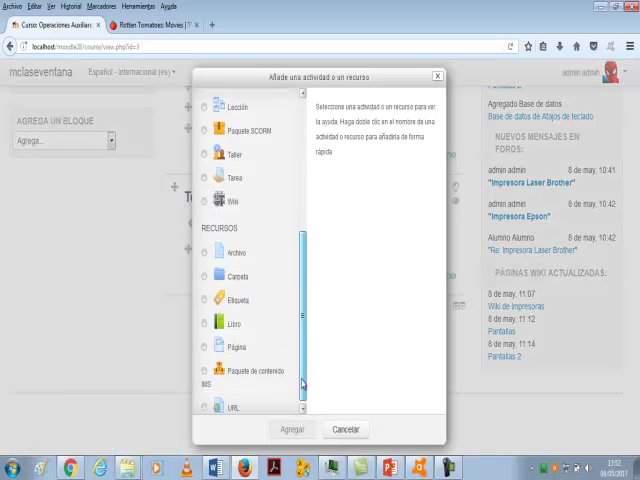 Archivo Editar Ver Historial Marcadores Herramientas Ayuda
Curso: Operaciones Auxiliare
Rotten Tomatoes: Movies | T
localhost/moodle28/course/view.php?id=3
mclaseventana
Español - Internacional (es)
admin admin
AGREGA UN BLOQUE
Agrega...
Añade una actividad o un recurso
Lección
Paquete SCORM
Taller
Tarea
Wiki
RECURSOS
Archivo
Carpeta
Etiqueta
Libro
Página
Paquete de contenido
IMS
URL
Seleccione una actividad o un recurso para ver
la ayuda. Haga doble clic en el nombre de una
actividad o recurso para añadirla de forma
rápida
Agregar
Cancelar
Pantallas 2
Agregado Base de datos
Base de datos de Atajos de teclado
NUEVOS MENSAJES EN
FOROS:
admin admin 8 de may, 10:41
"Impresora Laser Brother"
admin admin 8 de may, 10:42
"Impresora Epson"
Alumno Alumno 8 de may, 10:42
"Re: Impresora Laser Brother"
PAGINAS WIKI ACTUALIZADAS:
8 de may, 11:07
Wiki de Impresoras
8 de may, 11:12
Pantallas
8 de may, 11:14
Pantallas 2
13:52
08/05/2017